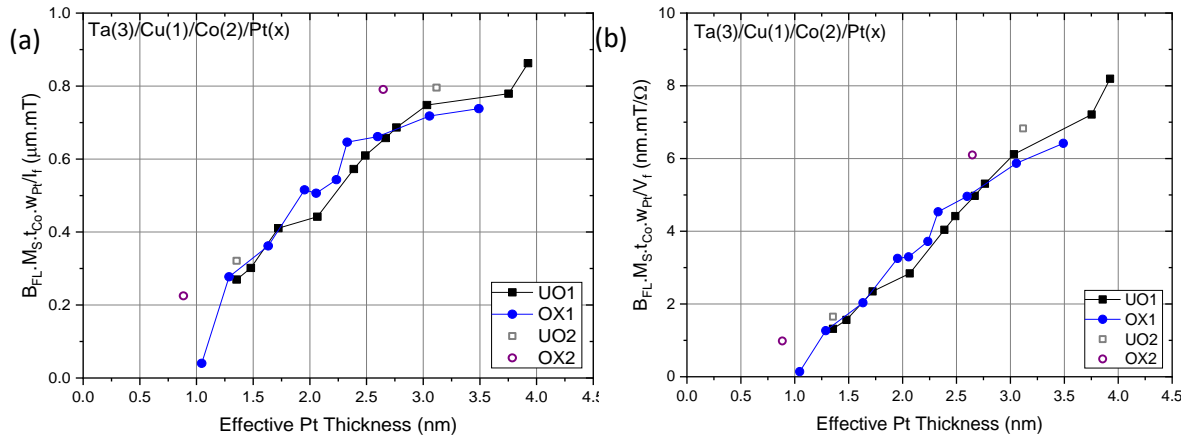 (a)
Ta(3)/Cu(1)/Co(2)/Pt(x)
1.0
0.8
0.6
0.4
0.2
0.0
B_FL.M_S.t_Co.w_Pt/I_f (μm.mT)
0.0 0.5 1.0 1.5 2.0 2.5 3.0 3.5 4.0 4.5
Effective Pt Thickness (nm)
UO1
OX1
UO2
OX2
(b)
Ta(3)/Cu(1)/Co(2)/Pt(x)
10
8
6
4
2
0
B_FL.M_S.t_Co.w_Pt/V_f (nm.mT/Ω)
0.0 0.5 1.0 1.5 2.0 2.5 3.0 3.5 4.0 4.5
Effective Pt Thickness (nm)
UO1
OX1
UO2
OX2